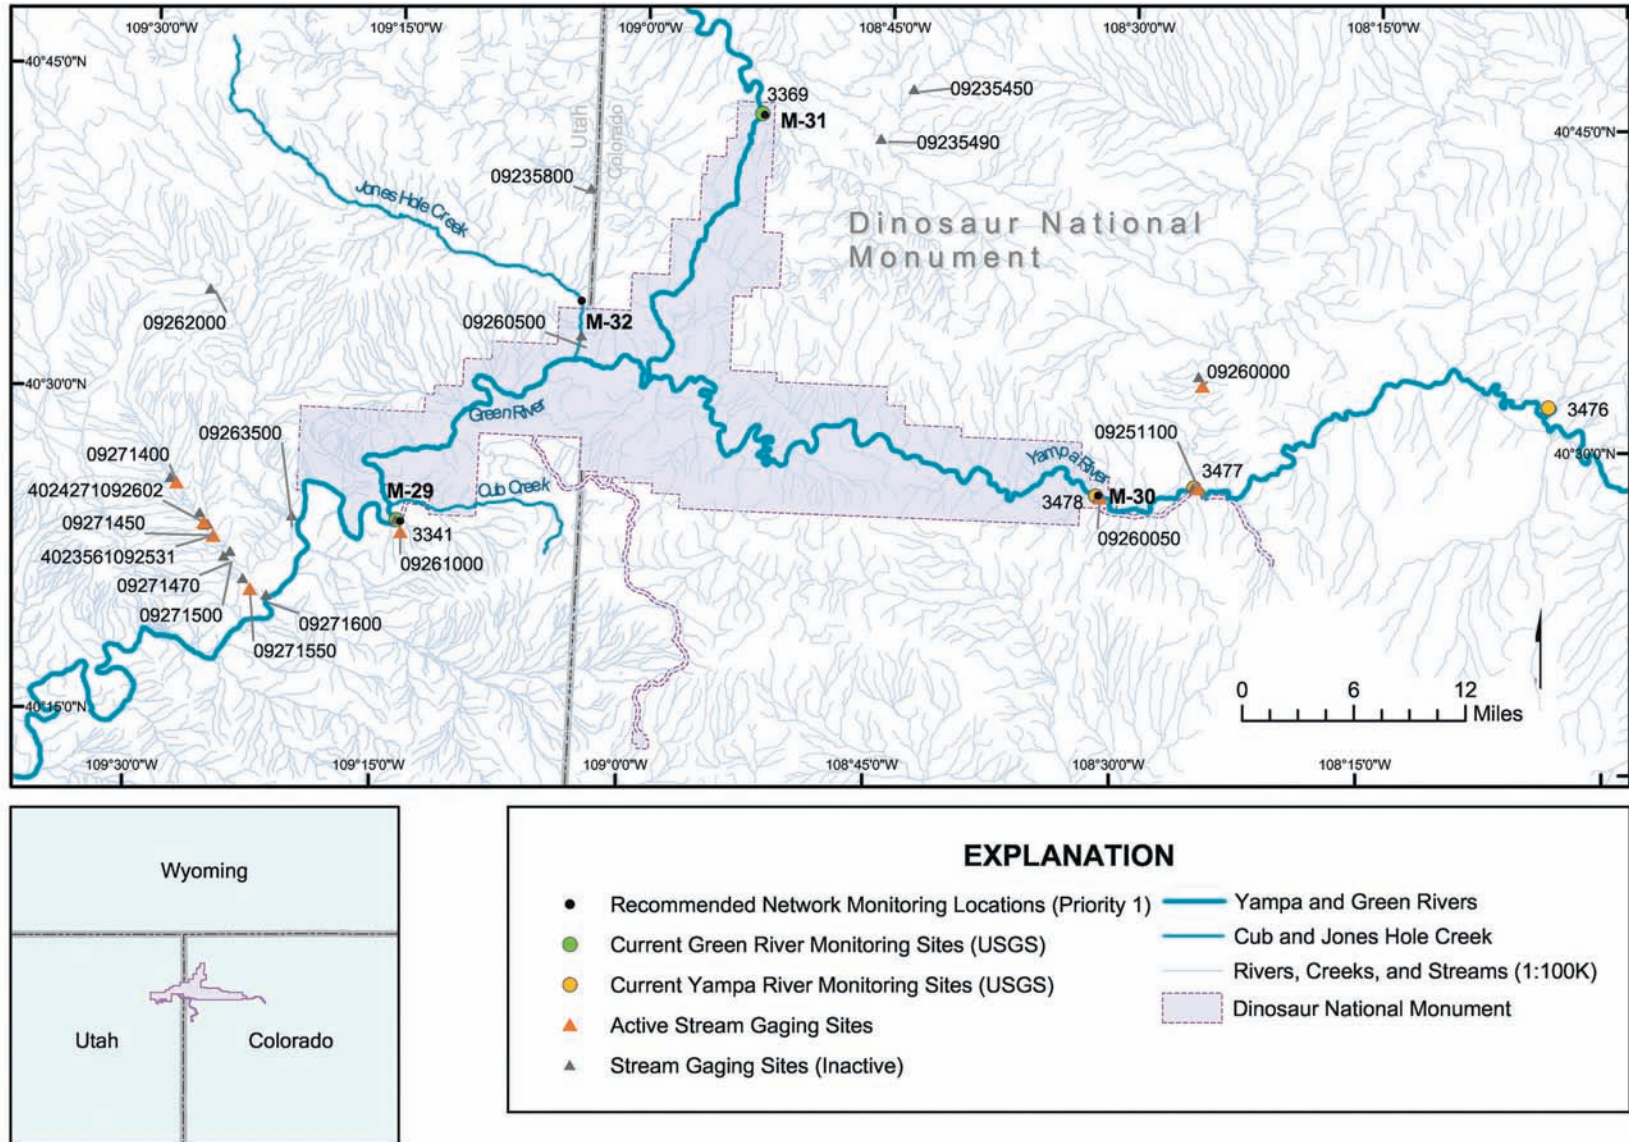 109°30'0"W
109°15'0"W
109°0'0"W
108°45'0"W
108°30'0"W
108°15'0"W
40°45'0"N
3369
M-31
09235450
Utah
Colorado
40°45'0"N
09235490
09235800
Jones Hole Creek
Dinosaur National
Monument
09262000
09260500
M-32
40°30'0"N
09260000
Green River
3476
09263500
09251100
09271400
Yampa River
3477
40°30'0"N
4024271092602
M-29
Cub Creek
3478
M-30
09271450
3341
09260050
4023561092531
09261000
09271470
09271500
09271600
09271550
0
6
12
Miles
40°15'0"N
109°30'0"W
109°15'0"W
109°0'0"W
108°45'0"W
108°30'0"W
108°15'0"W
Wyoming
Utah
Colorado
EXPLANATION
Recommended Network Monitoring Locations (Priority 1)
Current Green River Monitoring Sites (USGS)
Current Yampa River Monitoring Sites (USGS)
Active Stream Gaging Sites
Stream Gaging Sites (Inactive)
Yampa and Green Rivers
Cub and Jones Hole Creek
Rivers, Creeks, and Streams (1:100K)
Dinosaur National Monument